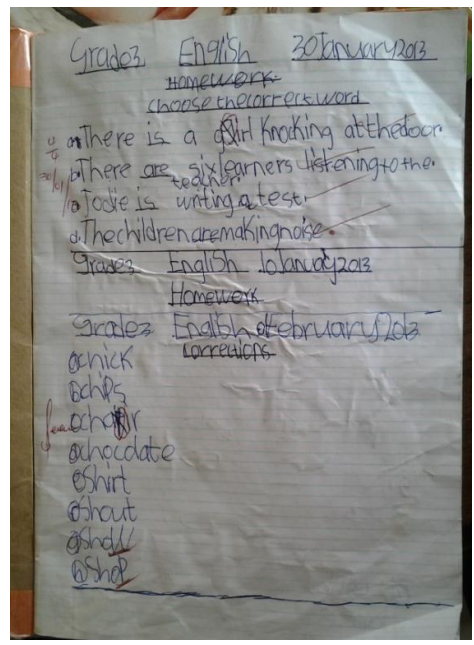 Grade3 English 30January2013
Homework
choose the correct word
a. There is a girl knocking at the door.
b. There are six learners listening to the
teacher.
c. Jodie is writing a test.
d. The children are making noise.
Grade3 English 10January2013
Homework
Grade3 English February2013
corrections
chick
chips
chair
chocolate
shirt
shout
show
shop